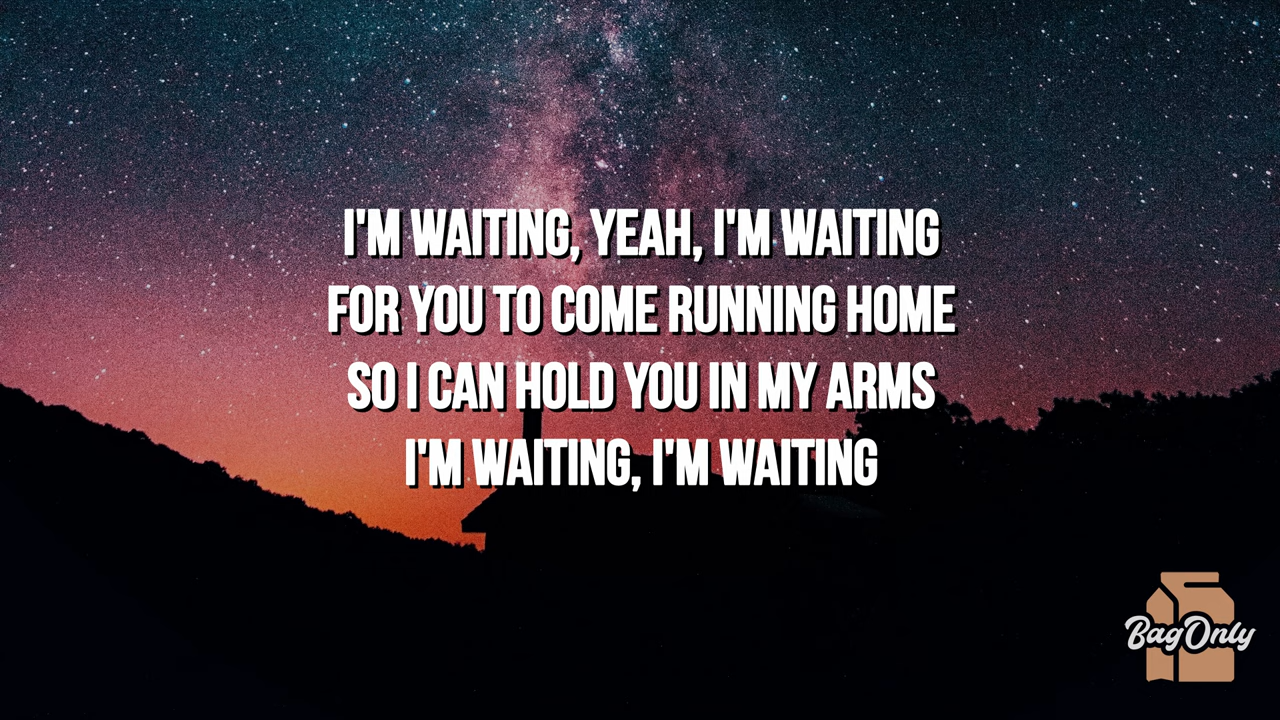 I'M WAITING, YEAH, I'M WAITING
FOR YOU TO COME RUNNING HOME
SO I CAN HOLD YOU IN MY ARMS
I'M WAITING, I'M WAITING
BagOnly